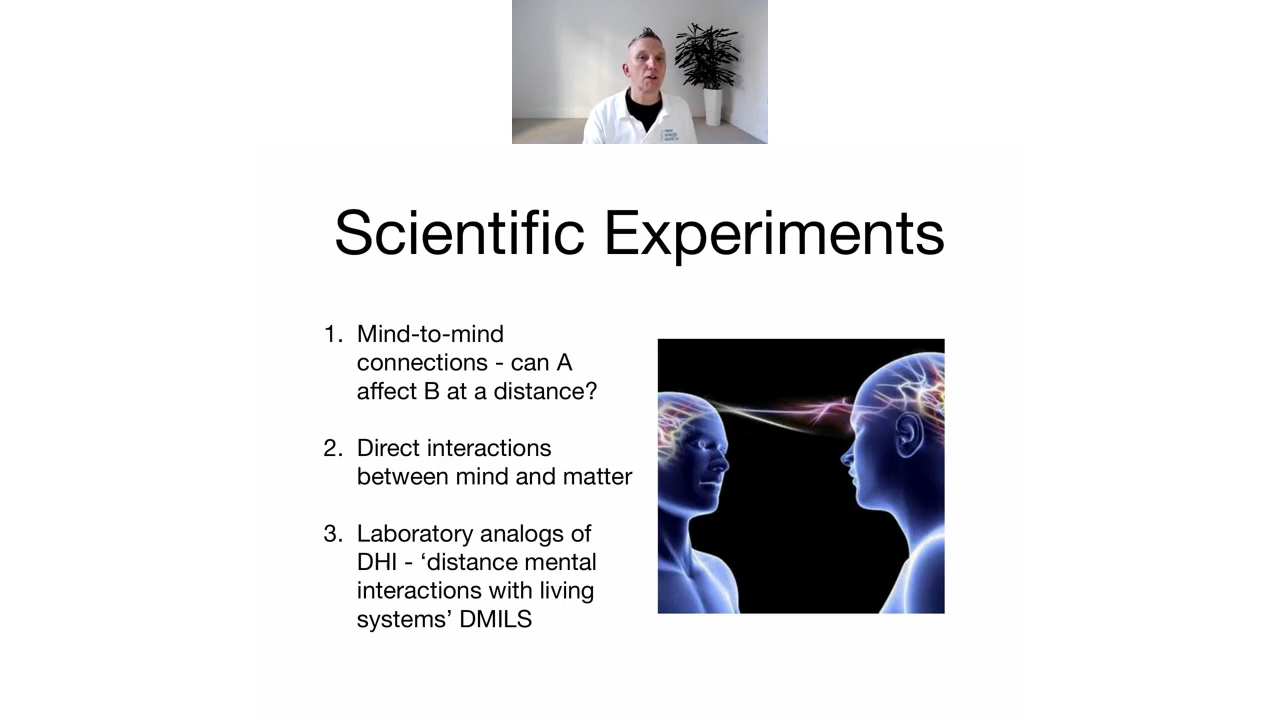 Scientific Experiments
1. Mind-to-mind
connections - can A
affect B at a distance?
2. Direct interactions
between mind and matter
3. Laboratory analogs of
DHI - ‘distance mental
interactions with living
systems’ DMILS